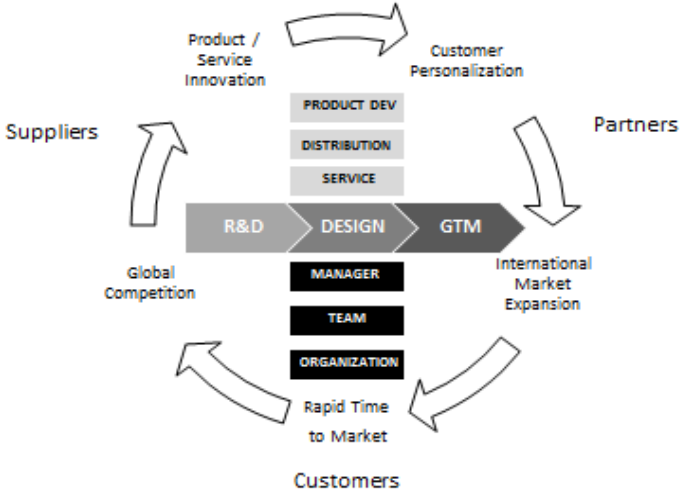 Product /
Service
Innovation
Customer
Personalization
Suppliers
Partners
PRODUCT DEV
DISTRIBUTION
SERVICE
R&D
DESIGN
GTM
Global
Competition
International
Market
Expansion
MANAGER
TEAM
ORGANIZATION
Rapid Time
to Market
Customers